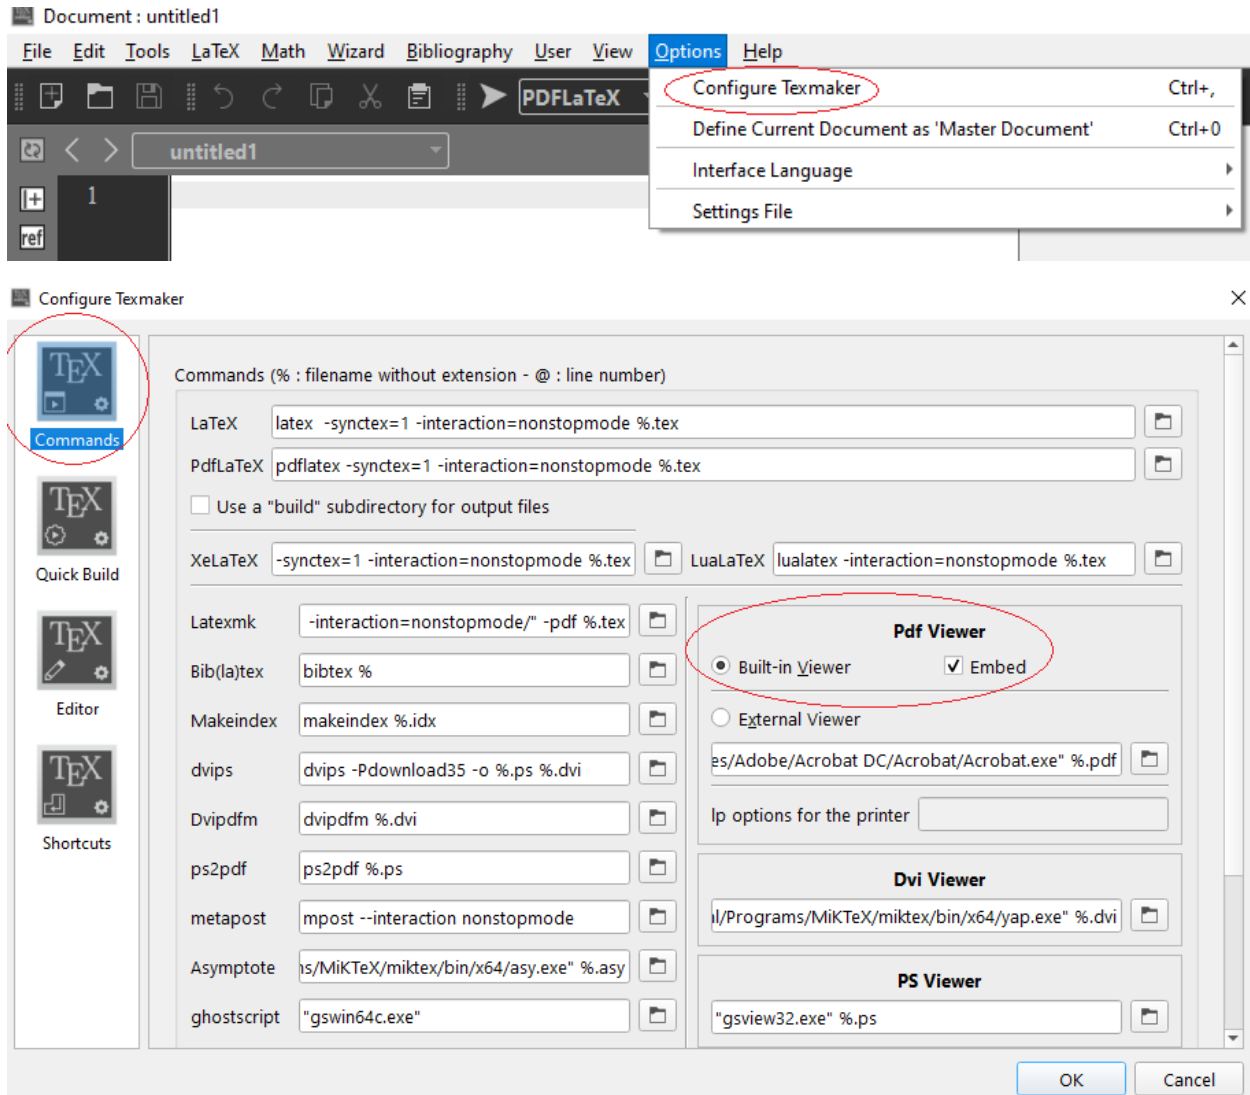 Document : untitled1
File Edit Tools LaTeX Math Wizard Bibliography User View Options Help
PDFLaTeX
Configure Texmaker Ctrl+,
Define Current Document as 'Master Document' Ctrl+0
Interface Language
Settings File
untitled1
1
ref
Configure Texmaker
TEX
Commands
TEX
Quick Build
TEX
Editor
TEX
Shortcuts
Commands (% : filename without extension - @ : line number)
LaTeX latex -synctex=1 -interaction=nonstopmode %.tex
PdfLaTeX pdflatex -synctex=1 -interaction=nonstopmode %.tex
Use a "build" subdirectory for output files
XeLaTeX -synctex=1 -interaction=nonstopmode %.tex LuaLaTeX lualatex -interaction=nonstopmode %.tex
Latexmk -interaction=nonstopmode/" -pdf %.tex
Bib(la)tex bibtex %
Makeindex makeindex %.idx
dvips dvips -Pdownload35 -o %.ps %.dvi
Dvipdfm dvipdfm %.dvi
ps2pdf ps2pdf %.ps
metapost mpost --interaction nonstopmode
Asymptote ns/MiKTeX/miktex/bin/x64/asy.exe" %.asy
ghostscript "gswin64c.exe"
Pdf Viewer
Built-in Viewer Embed
External Viewer
es/Adobe/Acrobat DC/Acrobat/Acrobat.exe" %.pdf
lp options for the printer
Dvi Viewer
al/Programs/MiKTeX/miktex/bin/x64/yap.exe" %.dvi
PS Viewer
"gsview32.exe" %.ps
OK Cancel